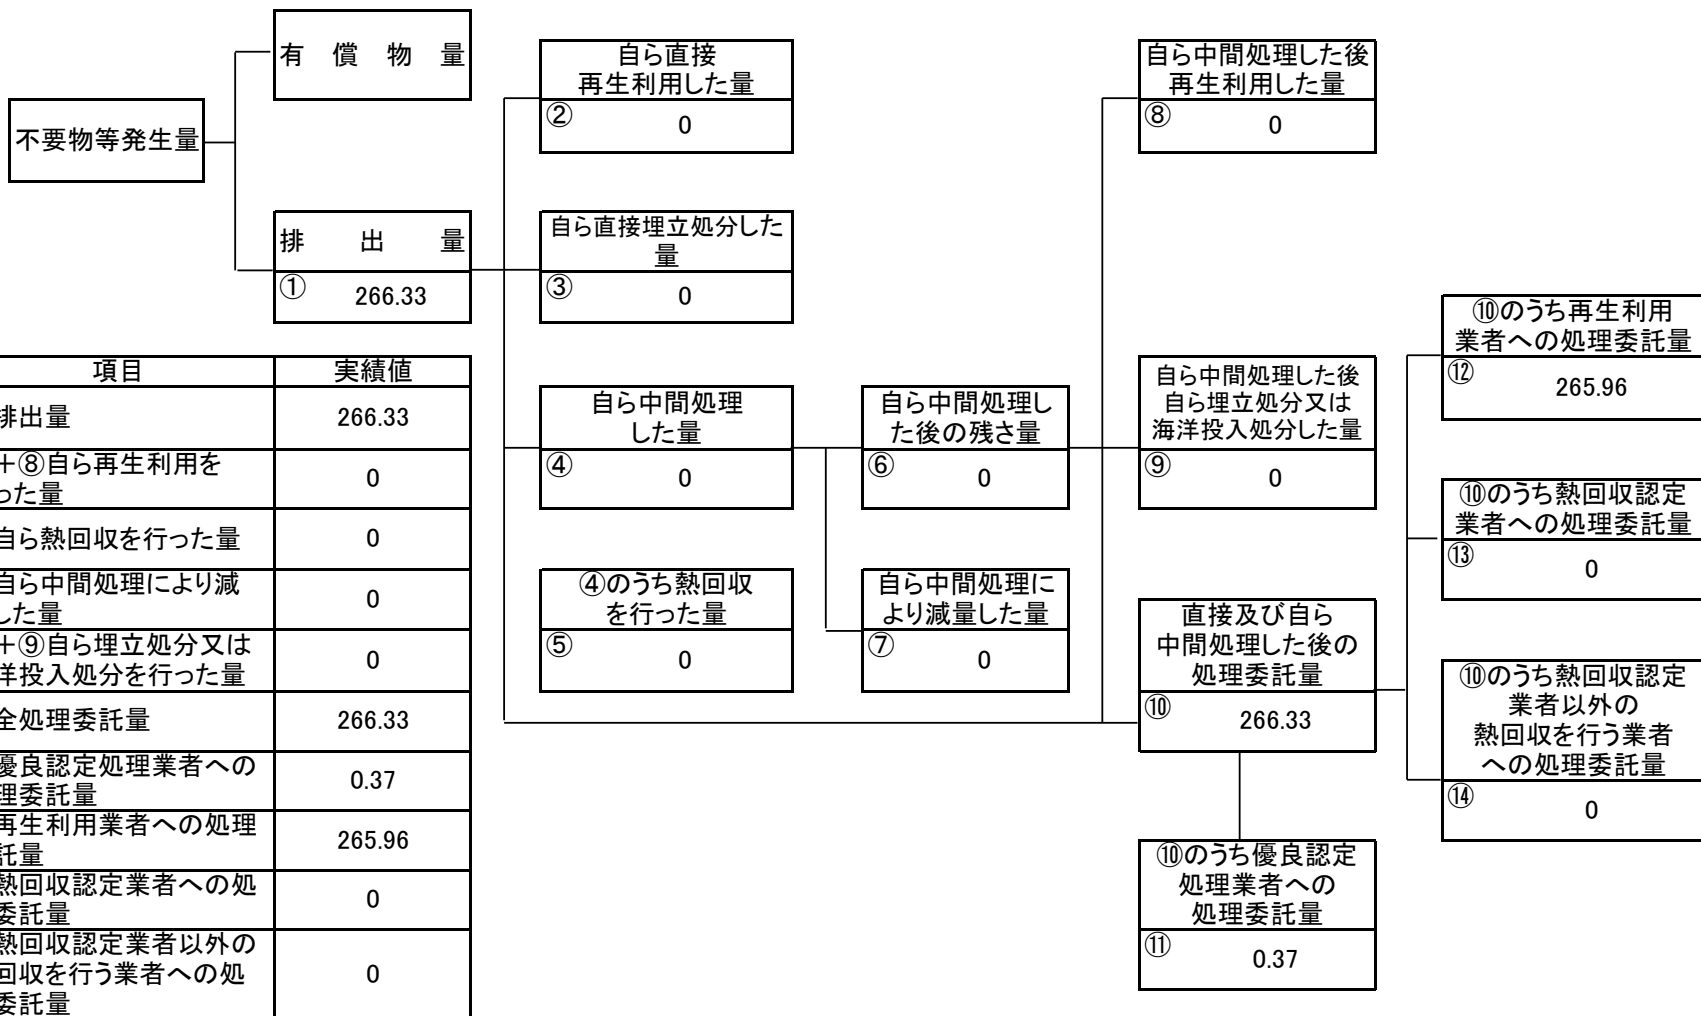 有償物量
不要物等発生量
排出量
① 266.33
自ら直接
再生利用した量
② 0
自ら直接埋立処分した
量
③ 0
自ら中間処理
した量
④ 0
④のうち熱回収
を行った量
⑤ 0
自ら中間処理し
た後の残さ量
⑥ 0
自ら中間処理に
より減量した量
⑦ 0
自ら中間処理した後
再生利用した量
⑧ 0
自ら中間処理した後
自ら埋立処分又は
海洋投入処分した量
⑨ 0
直接及び自ら
中間処理した後の
処理委託量
⑩ 266.33
⑩のうち優良認定
処理業者への
処理委託量
⑪ 0.37
⑩のうち再生利用
業者への処理委託量
⑫ 265.96
⑩のうち熱回収認定
業者への処理委託量
⑬ 0
⑩のうち熱回収認定
業者以外の
熱回収を行う業者
への処理委託量
⑭ 0
項目 実績値
排出量 266.33
+⑧自ら再生利用を
った量 0
自ら熱回収を行った量 0
自ら中間処理により減
した量 0
+⑨自ら埋立処分又は
洋投入処分を行った量 0
全処理委託量 266.33
優良認定処理業者への
理委託量 0.37
再生利用業者への処理
託量 265.96
熱回収認定業者への処
委託量 0
熱回収認定業者以外の
回収を行う業者への処
委託量 0